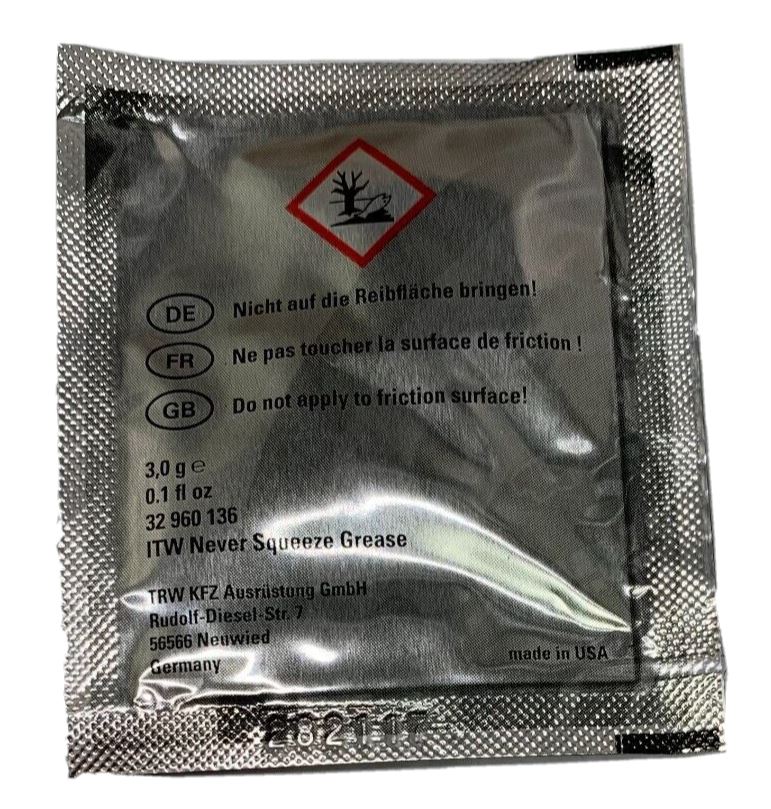 DE Nicht auf die Reibfläche bringen!
FR Ne pas toucher la surface de friction !
GB Do not apply to friction surface!
3,0 g ℮
0.1 fl oz
32 960 136
ITW Never Squeeze Grease
TRW KFZ Ausrüstung GmbH
Rudolf-Diesel-Str. 7
56566 Neuwied
Germany
made in USA